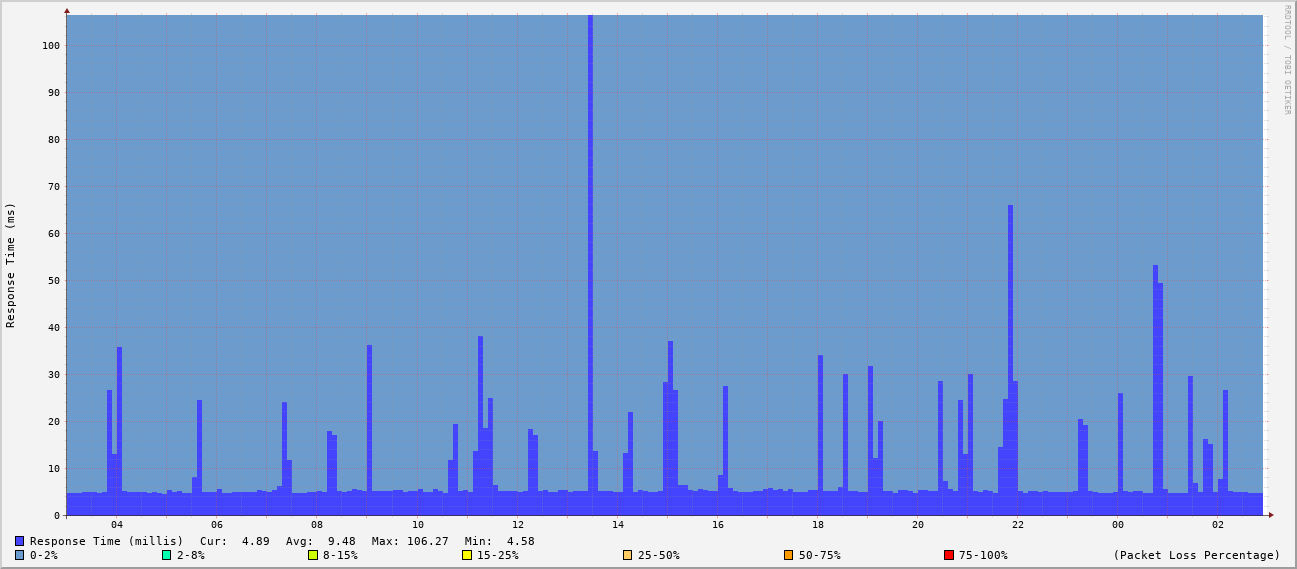 RRDTOOL / TOBI OETIKER
Response Time (ms)
100
90
80
70
60
50
40
30
20
10
0
04 06 08 10 12 14 16 18 20 22 00 02
Response Time (millis) Cur: 4.89 Avg: 9.48 Max: 106.27 Min: 4.58
0-2% 2-8% 8-15% 15-25% 25-50% 50-75% 75-100% (Packet Loss Percentage)